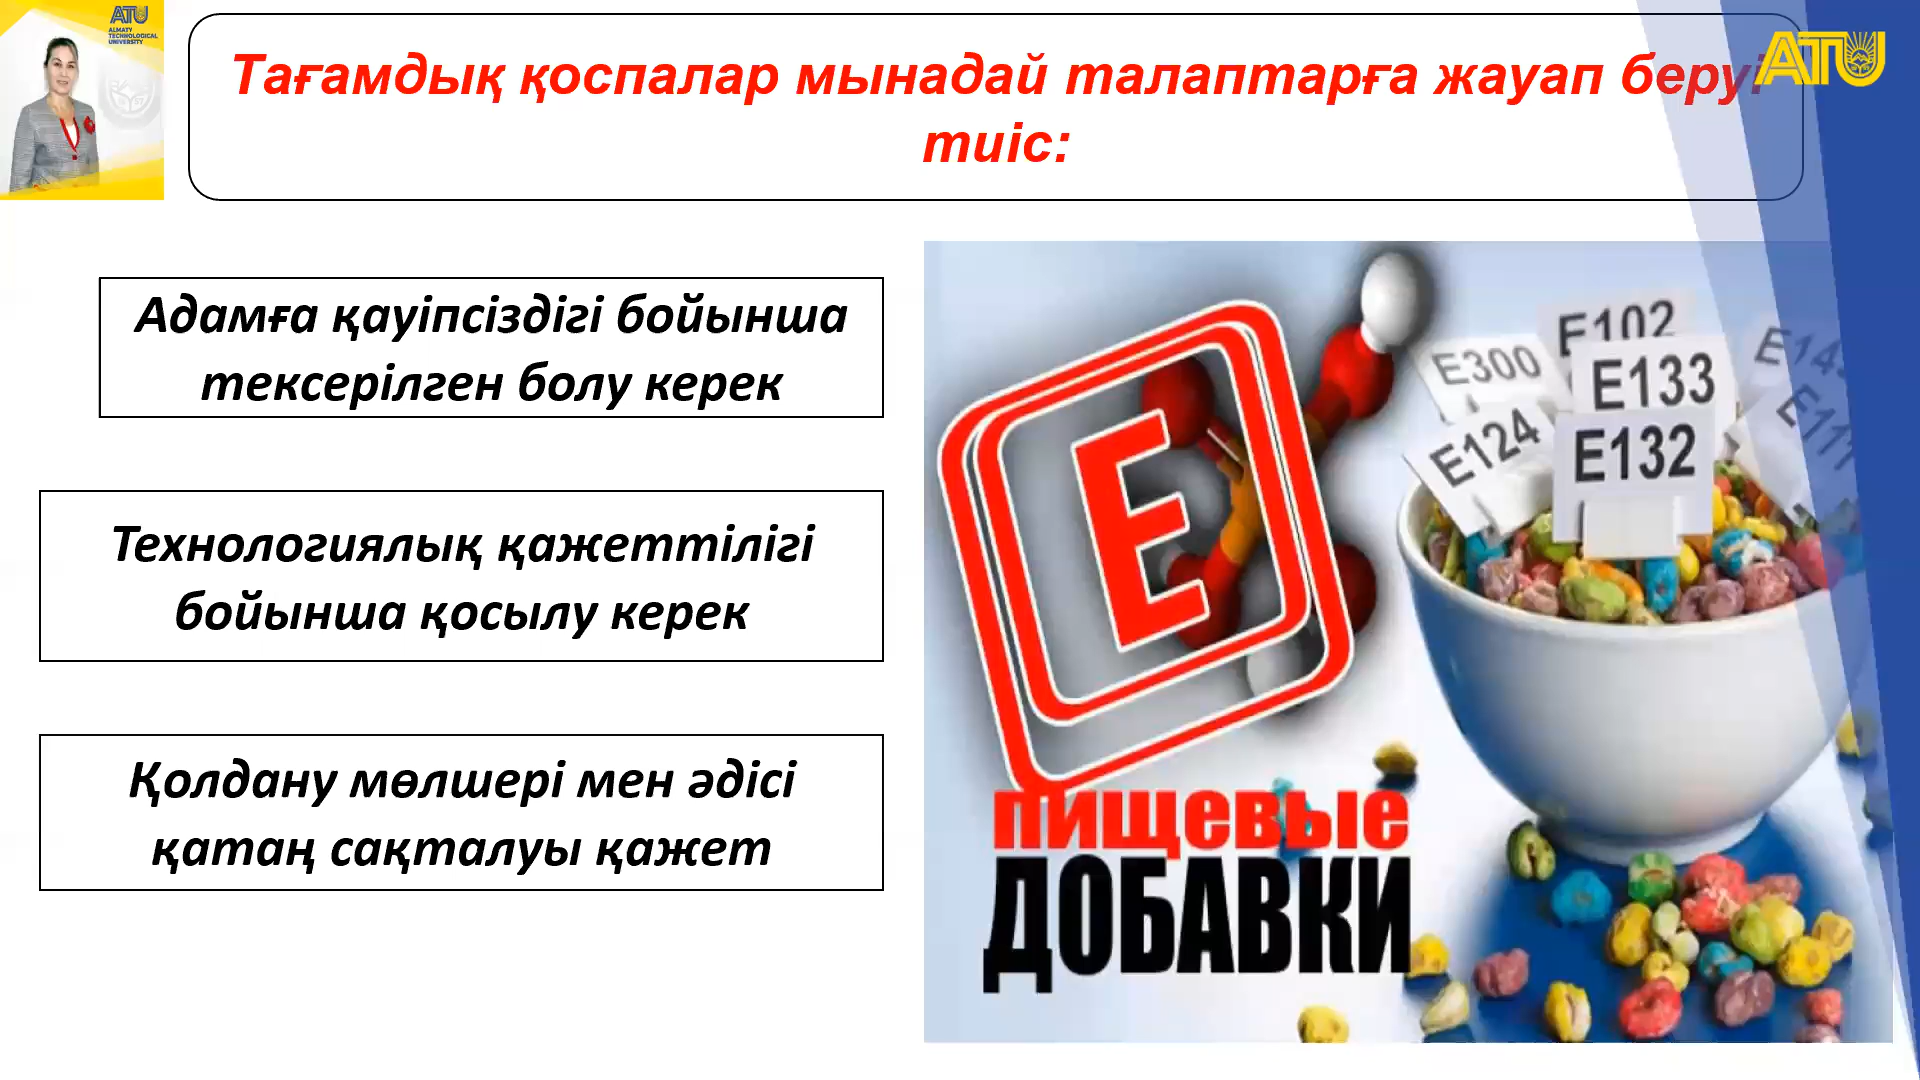 ATU
ALMATY
TECHNOLOGICAL
UNIVERSITY
Тағамдық қоспалар мынадай талаптарға жауап беруі
тиіс:
ATU
Адамға қауіпсіздігі бойынша
тексерілген болу керек
Технологиялық қажеттілігі
бойынша қосылу керек
Қолдану мөлшері мен әдісі
қатаң сақталуы қажет
E
пищевые
ДОБАВКИ
E102
E300
E133
E124
E132